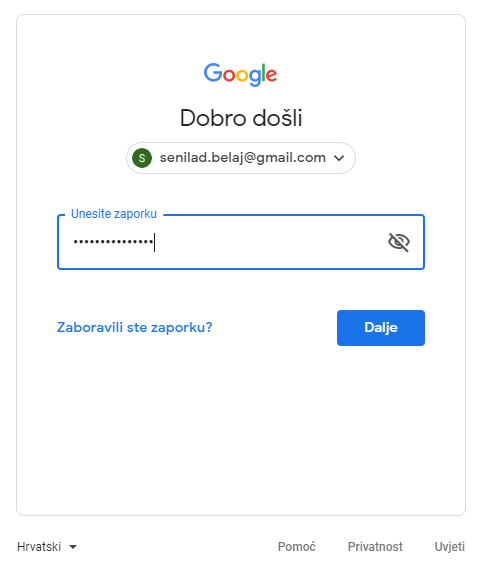 Google
Dobro došli
S senilad.belaj@gmail.com
Unesite zaporku
•••••••••••••••
Zaboravili ste zaporku? Dalje
Hrvatski Pomoć Privatnost Uvjeti